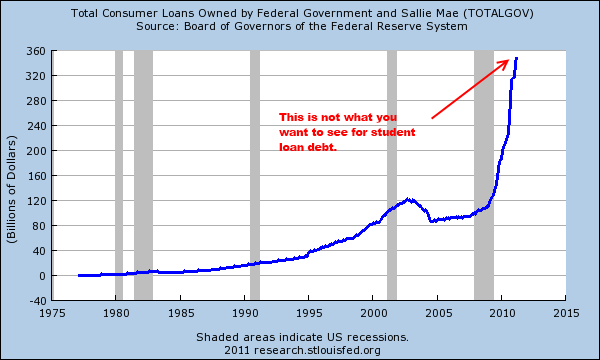 Total Consumer Loans Owned by Federal Government and Sallie Mae (TOTALGOV)
Source: Board of Governors of the Federal Reserve System
360
320
280
240
200
160
120
80
40
0
-40
(Billions of Dollars)
This is not what you
want to see for student
loan debt.
1975 1980 1985 1990 1995 2000 2005 2010 2015
Shaded areas indicate US recessions.
2011 research.stlouisfed.org